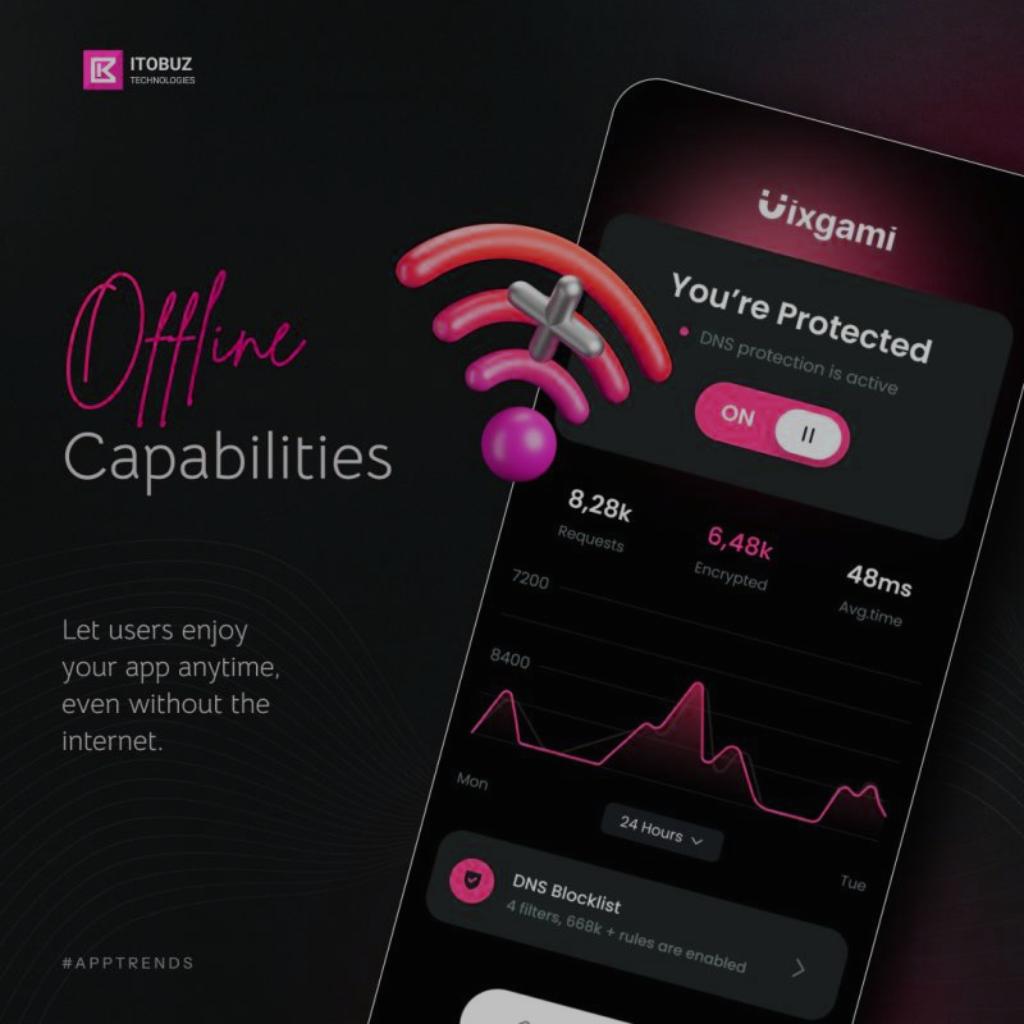 ITOBUZ
TECHNOLOGIES
Offline
Capabilities
Let users enjoy
your app anytime,
even without the
internet.
#APPTRENDS
Uixgami
You're Protected
DNS protection is active
ON
8,28k
Requests
6,48k
Encrypted
48ms
Avg.time
7200
8400
Mon
24 Hours
Tue
DNS Blocklist
4 filters, 668k + rules are enabled